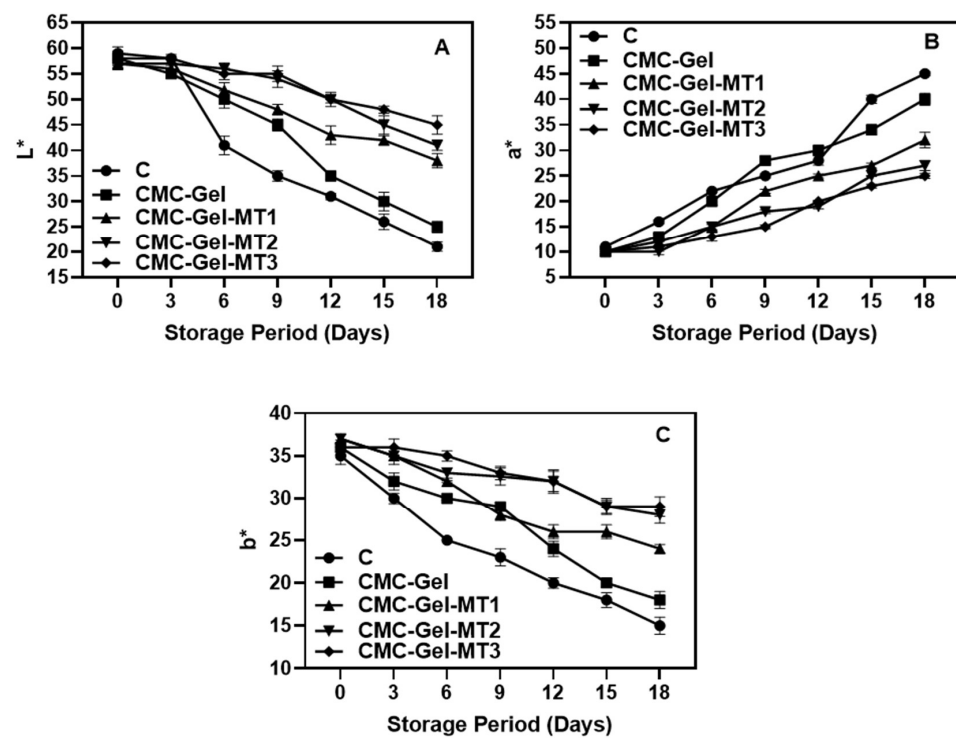 A
L*
65
60
55
50
45
40
35
30
25
20
15
C
CMC-Gel
CMC-Gel-MT1
CMC-Gel-MT2
CMC-Gel-MT3
0 3 6 9 12 15 18
Storage Period (Days)
B
a*
55
50
45
40
35
30
25
20
15
10
5
C
CMC-Gel
CMC-Gel-MT1
CMC-Gel-MT2
CMC-Gel-MT3
0 3 6 9 12 15 18
Storage Period (Days)
C
b*
40
35
30
25
20
15
10
C
CMC-Gel
CMC-Gel-MT1
CMC-Gel-MT2
CMC-Gel-MT3
0 3 6 9 12 15 18
Storage Period (Days)